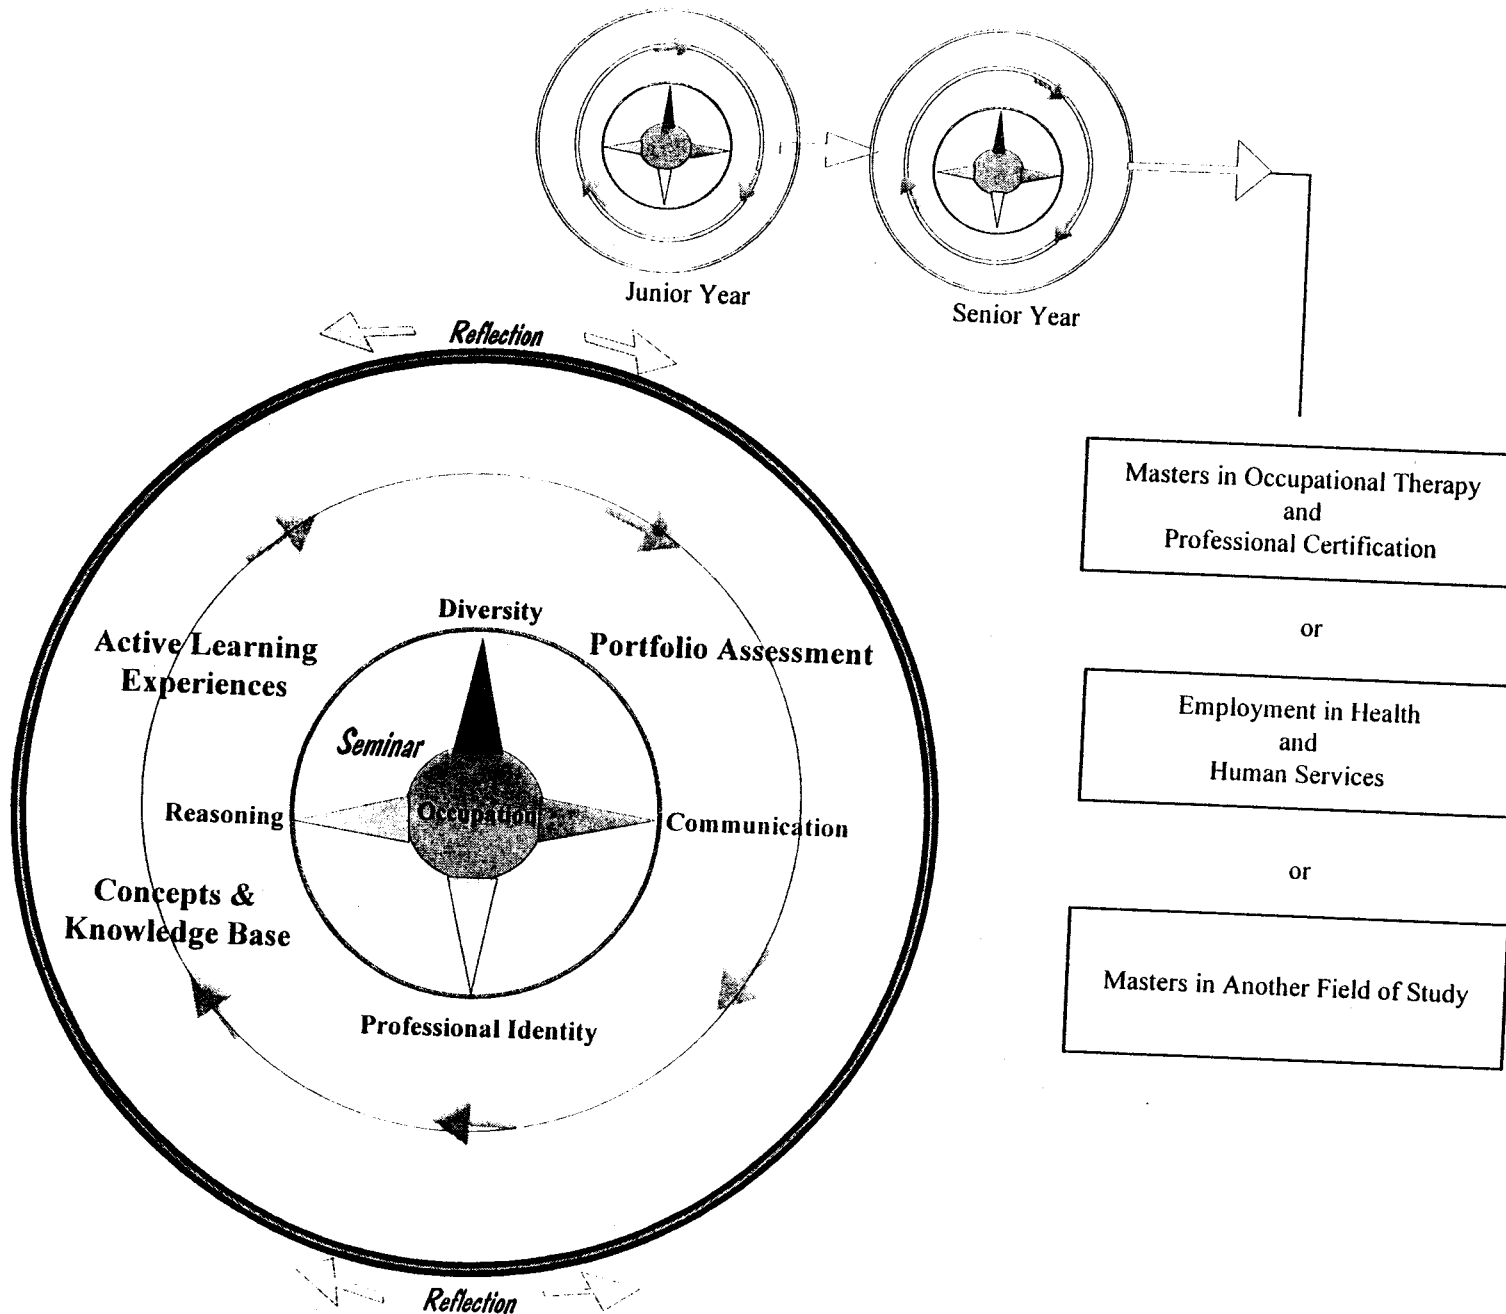 Junior Year
Senior Year
Reflection
Masters in Occupational Therapy
and
Professional Certification
or
Employment in Health
and
Human Services
or
Masters in Another Field of Study
Diversity
Active Learning
Experiences
Portfolio Assessment
Seminar
Reasoning
Occupation
Communication
Concepts &
Knowledge Base
Professional Identity
Reflection